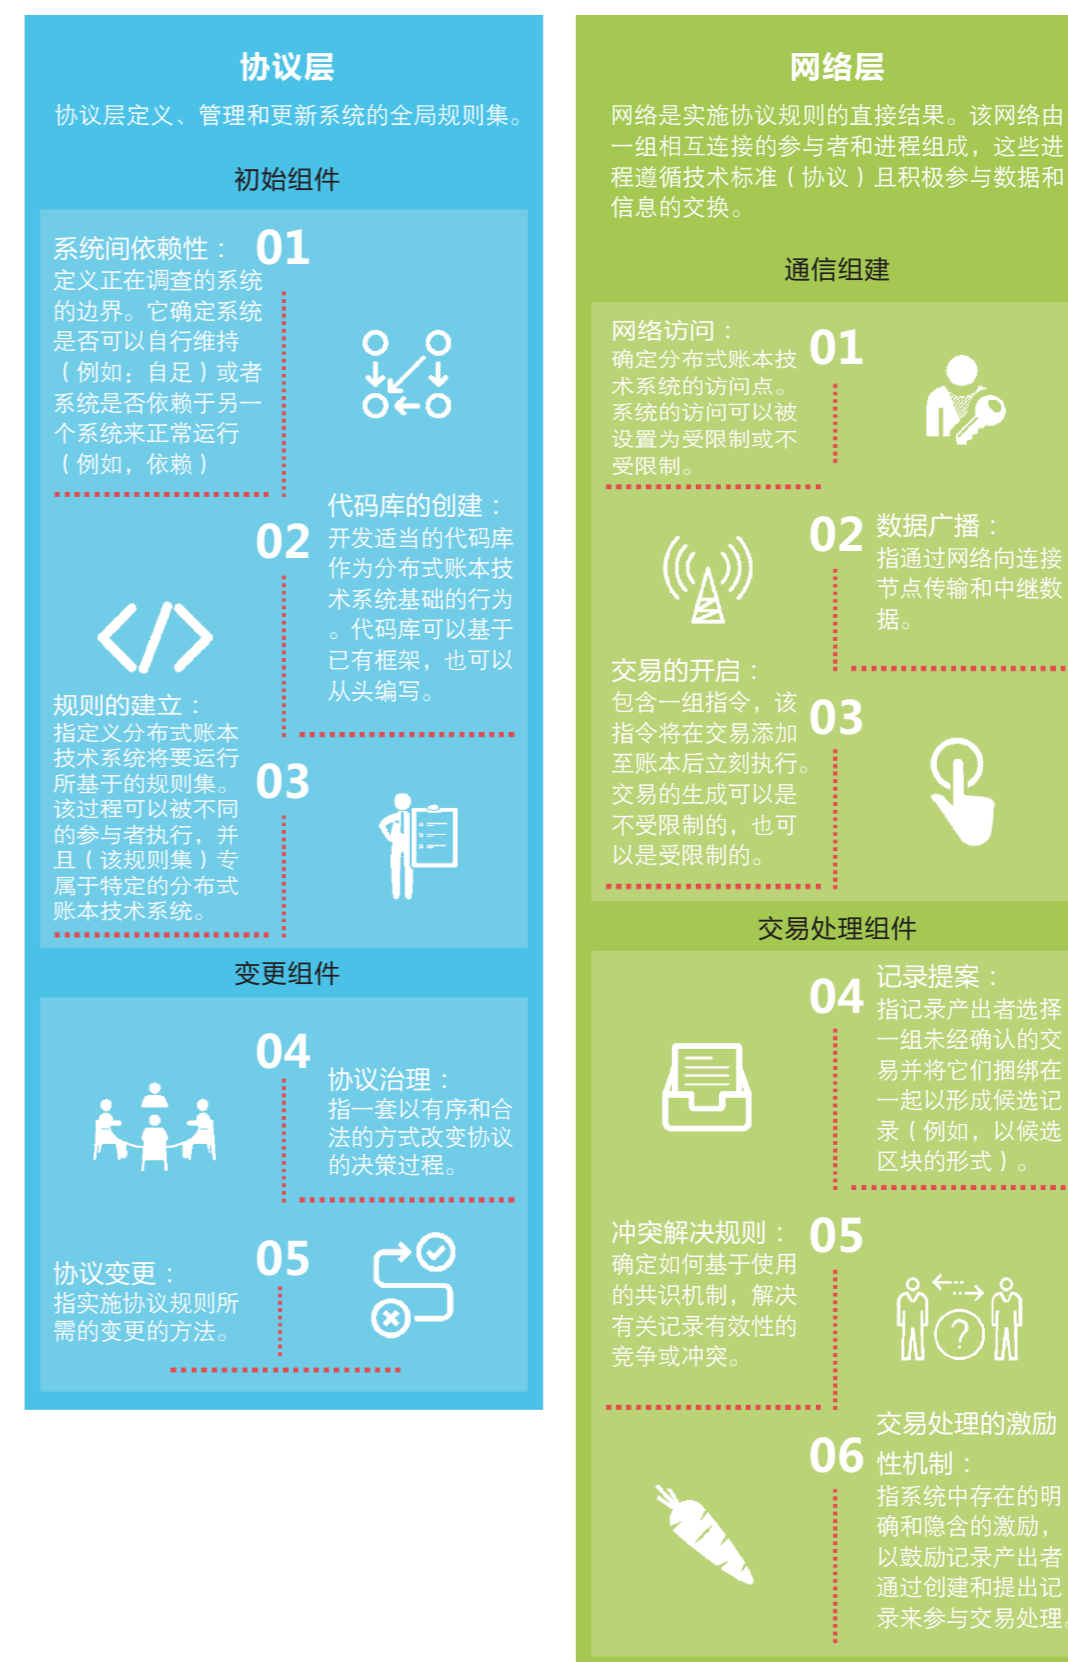 协议层
协议层定义、管理和更新系统的全局规则集。
初始组件
系统间依赖性：
01
定义正在调查的系统
的边界。它确定系统
是否可以自行维持
（例如：自足）或者
系统是否依赖于另一
个系统来正常运行
（例如，依赖）
02
代码库的创建：
开发适当的代码库
作为分布式账本技
术系统基础的行为
。代码库可以基于
已有框架，也可以
从头编写。
规则的建立：
指定义分布式账本
技术系统将要运行
所基于的规则集。
该过程可以被不同
的参与者执行，并
且（该规则集）专
属于特定的分布式
账本技术系统。
03
变更组件
04
协议治理：
指一套以有序和合
法的方式改变协议
的决策过程。
05
协议变更：
指实施协议规则所
需的变更的方法。
网络层
网络是实施协议规则的直接结果。该网络由
一组相互连接的参与者和进程组成，这些进
程遵循技术标准（协议）且积极参与数据和
信息的交换。
通信组建
网络访问：
01
确定分布式账本技
术系统的访问点。
系统的访问可以被
设置为受限制或不
受限制。
02
数据广播：
指通过网络向连接
节点传输和中继数
据。
交易的开启：
包含一组指令，该
03
指令将在交易添加
至账本后立刻执行。
交易的生成可以是
不受限制的，也可
以是受限制的。
交易处理组件
04
记录提案：
指记录产出者选择
一组未经确认的交
易并将它们捆绑在
一起以形成候选记
录（例如，以候选
区块的形式）。
冲突解决规则：
05
确定如何基于使用
的共识机制，解决
有关记录有效性的
竞争或冲突。
06
交易处理的激励
性机制：
指系统中存在的明
确和隐含的激励，
以鼓励记录产出者
通过创建和提出记
录来参与交易处理。